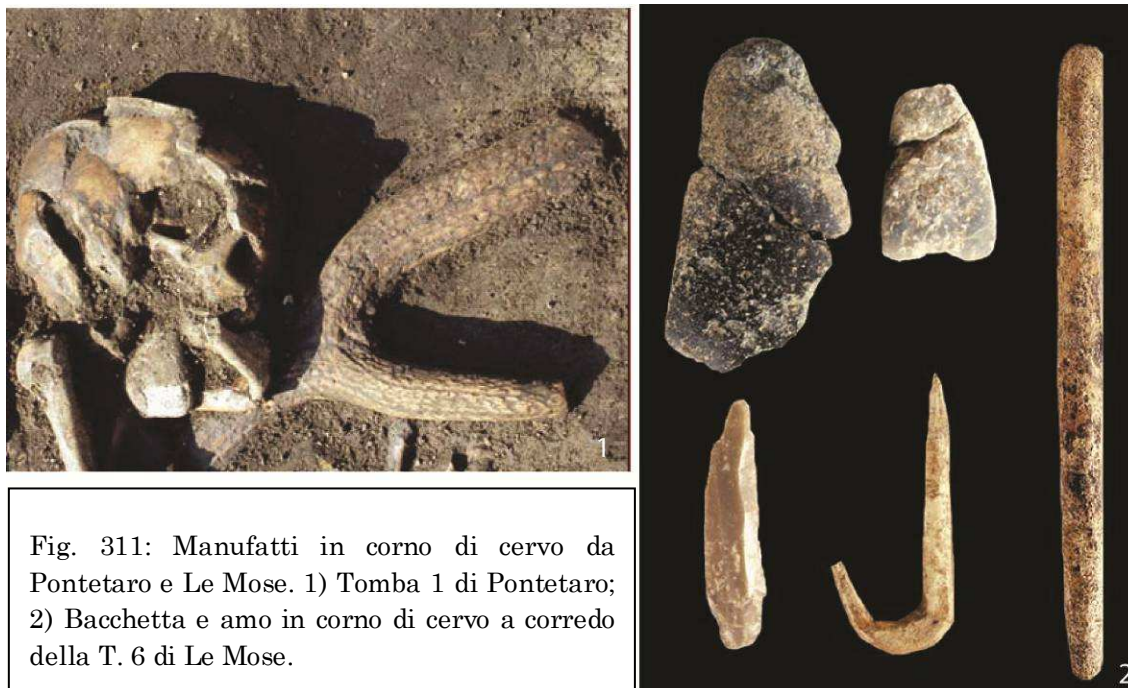 1
2
Fig. 311: Manufatti in corno di cervo da
Pontetaro e Le Mose. 1) Tomba 1 di Pontetaro;
2) Bacchetta e amo in corno di cervo a corredo
della T. 6 di Le Mose.